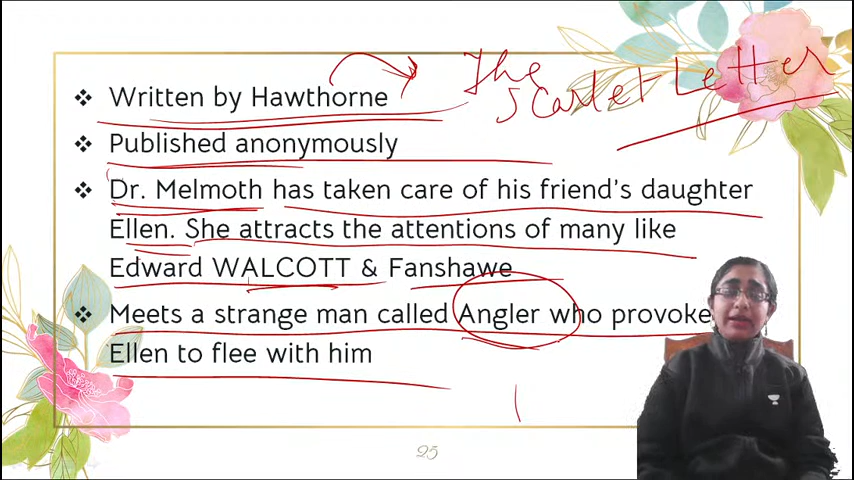 The
Scarlet Letter
❖ Written by Hawthorne
❖ Published anonymously
❖ Dr. Melmoth has taken care of his friend's daughter
Ellen. She attracts the attentions of many like
Edward WALCOTT & Fanshawe
❖ Meets a strange man called Angler who provoke
Ellen to flee with him
25